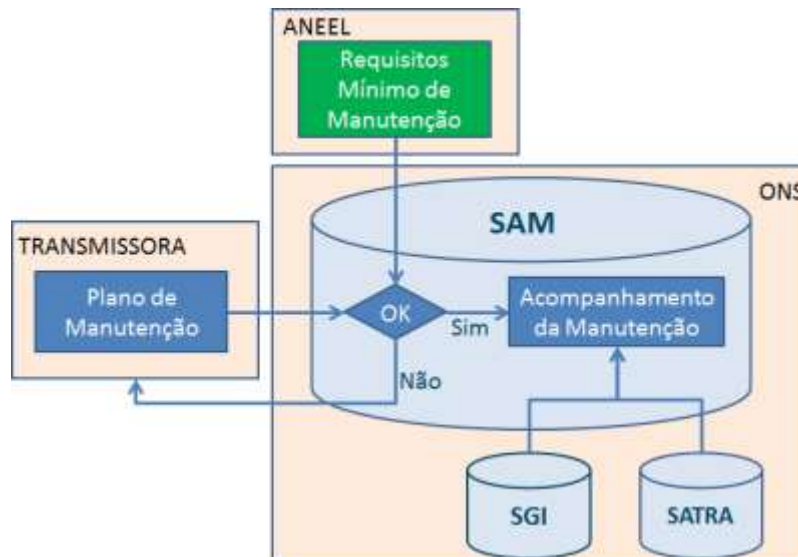 ANEEL
Requisitos
Mínimo de
Manutenção
ONS
SAM
TRANSMISSORA
Plano de
Manutenção
OK
Sim
Acompanhamento
da Manutenção
Não
SGI
SATRA